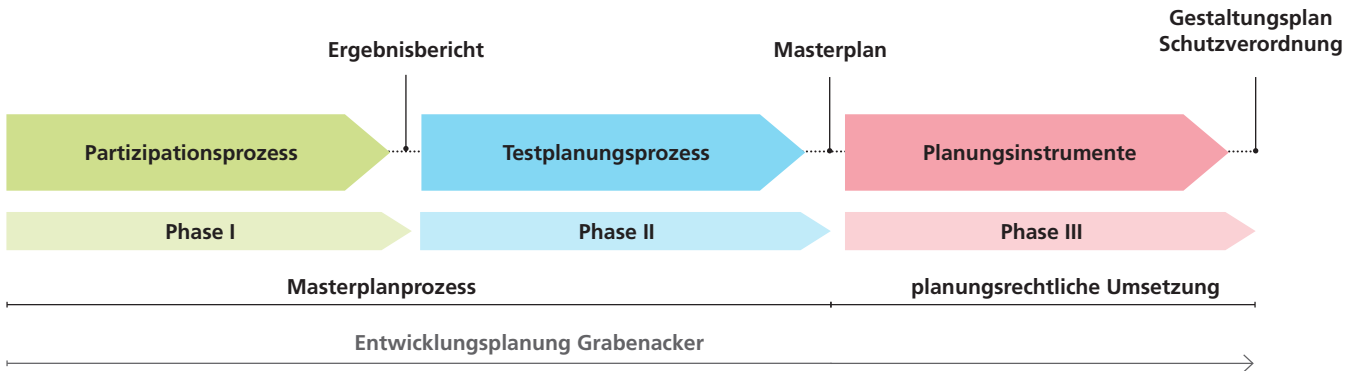 Gestaltungsplan
Schutzverordnung
Ergebnisbericht
Masterplan
Partizipationsprozess
Testplanungsprozess
Planungsinstrumente
Phase I
Phase II
Phase III
Masterplanprozess
planungsrechtliche Umsetzung
Entwicklungsplanung Grabenacker